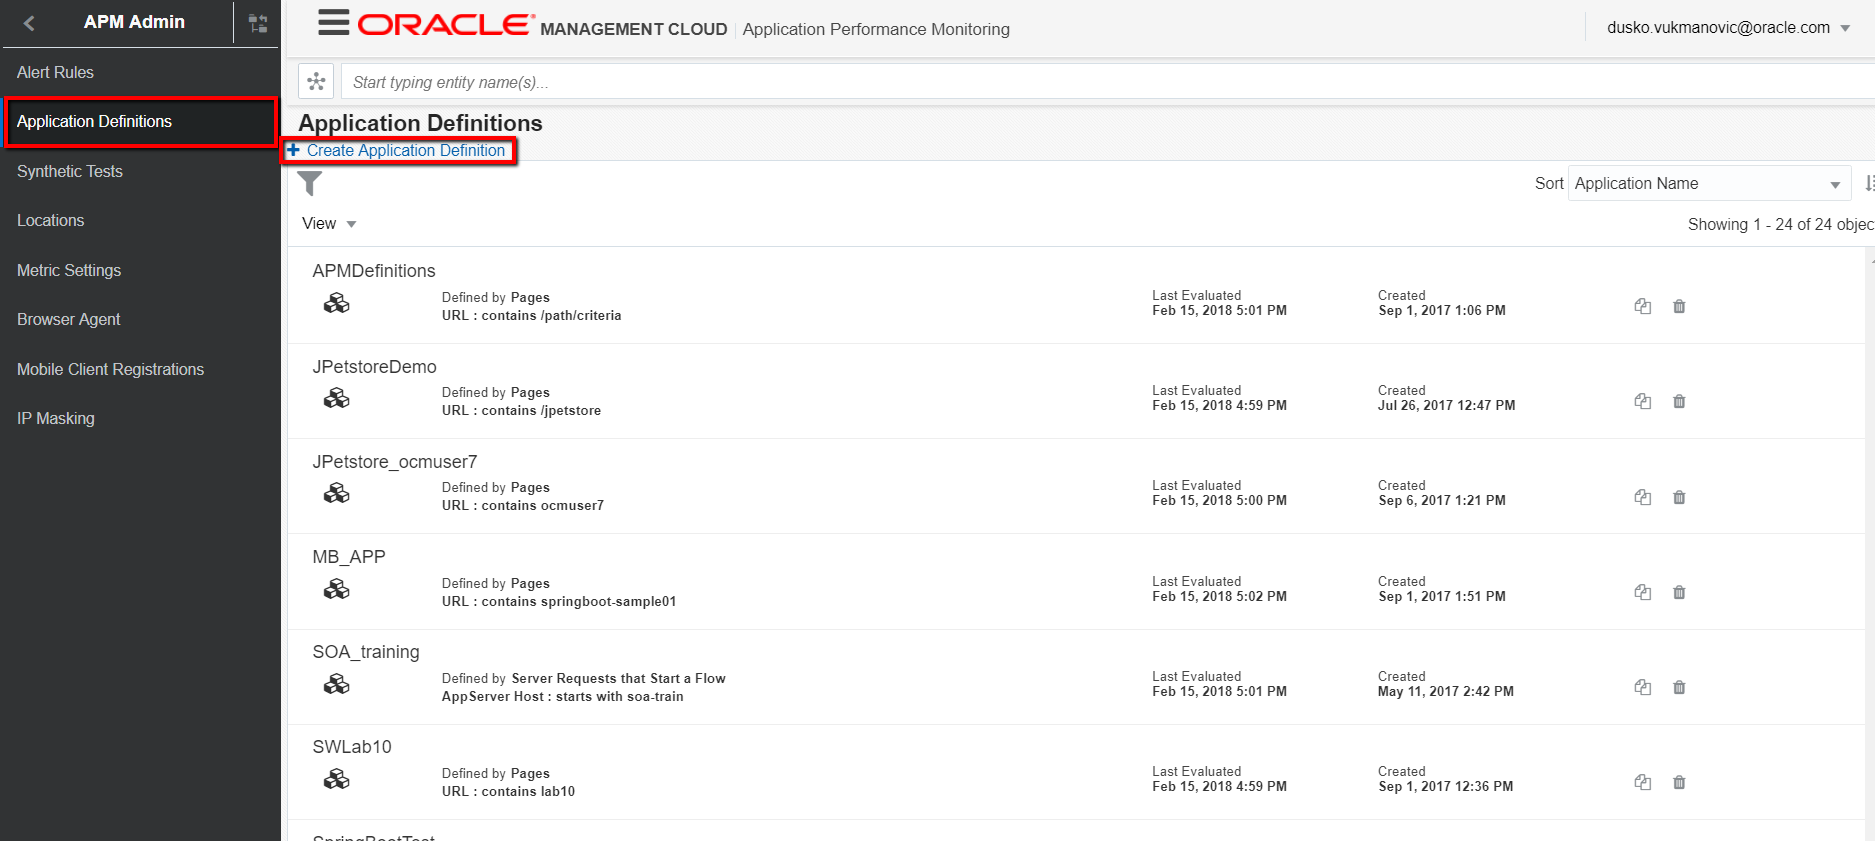 APM Admin
Alert Rules
Application Definitions
Synthetic Tests
Locations
Metric Settings
Browser Agent
Mobile Client Registrations
IP Masking
ORACLE MANAGEMENT CLOUD Application Performance Monitoring
dusko.vukmanovic@oracle.com
Start typing entity name(s)...
Application Definitions
+ Create Application Definition
Sort Application Name
View
Showing 1 - 24 of 24 objec
APMDefinitions
Defined by Pages
URL : contains /path/criteria
Last Evaluated
Feb 15, 2018 5:01 PM
Created
Sep 1, 2017 1:06 PM
JPetstoreDemo
Defined by Pages
URL : contains /jpetstore
Last Evaluated
Feb 15, 2018 4:59 PM
Created
Jul 26, 2017 12:47 PM
JPetstore_ocmuser7
Defined by Pages
URL : contains ocmuser7
Last Evaluated
Feb 15, 2018 5:00 PM
Created
Sep 6, 2017 1:21 PM
MB_APP
Defined by Pages
URL : contains springboot-sample01
Last Evaluated
Feb 15, 2018 5:02 PM
Created
Sep 1, 2017 1:51 PM
SOA_training
Defined by Server Requests that Start a Flow
AppServer Host : starts with soa-train
Last Evaluated
Feb 15, 2018 5:01 PM
Created
May 11, 2017 2:42 PM
SWLab10
Defined by Pages
URL : contains lab10
Last Evaluated
Feb 15, 2018 4:59 PM
Created
Sep 1, 2017 12:36 PM
SpringBootTest